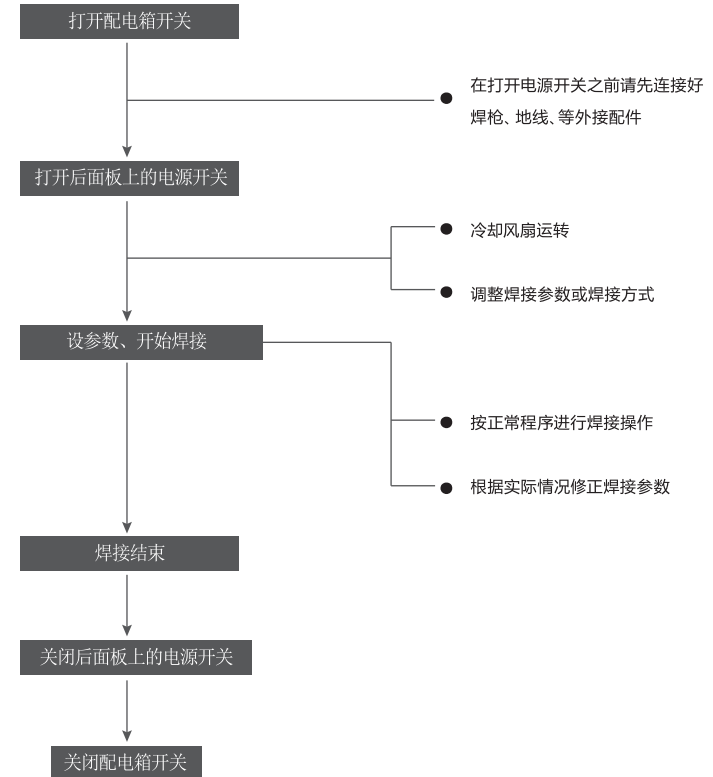 打开配电箱开关
在打开电源开关之前请先连接好
焊枪、地线、等外接配件
打开后面板上的电源开关
冷却风扇运转
调整焊接参数或焊接方式
设参数、开始焊接
按正常程序进行焊接操作
根据实际情况修正焊接参数
焊接结束
关闭后面板上的电源开关
关闭配电箱开关